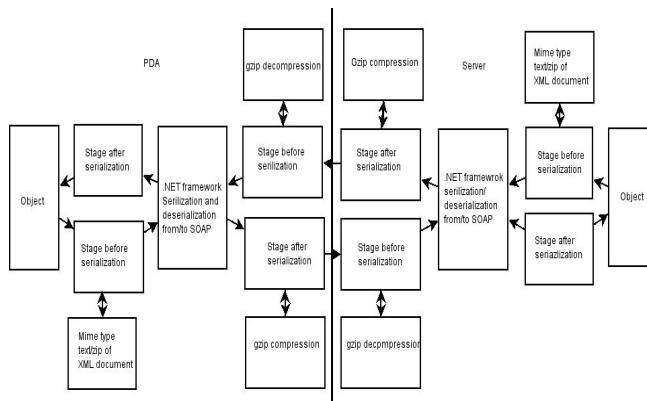 PDA
gzip decompression
Gzip compression
Server
Mime type
text/zip of
XML document
Stage after
serialization
Stage before
serilization
Stage after
serialization
Stage before
serialization
Object
.NET framework
Serilization and
deserialization
from/to SOAP
.NET framewrok
serilization/
deserialization
from/to SOAP
Object
Stage before
serialization
Stage after
serialization
Stage before
serialization
Stage after
seriazlization
Mime type
text/zip of
XML document
gzip compression
gzip decpmpression